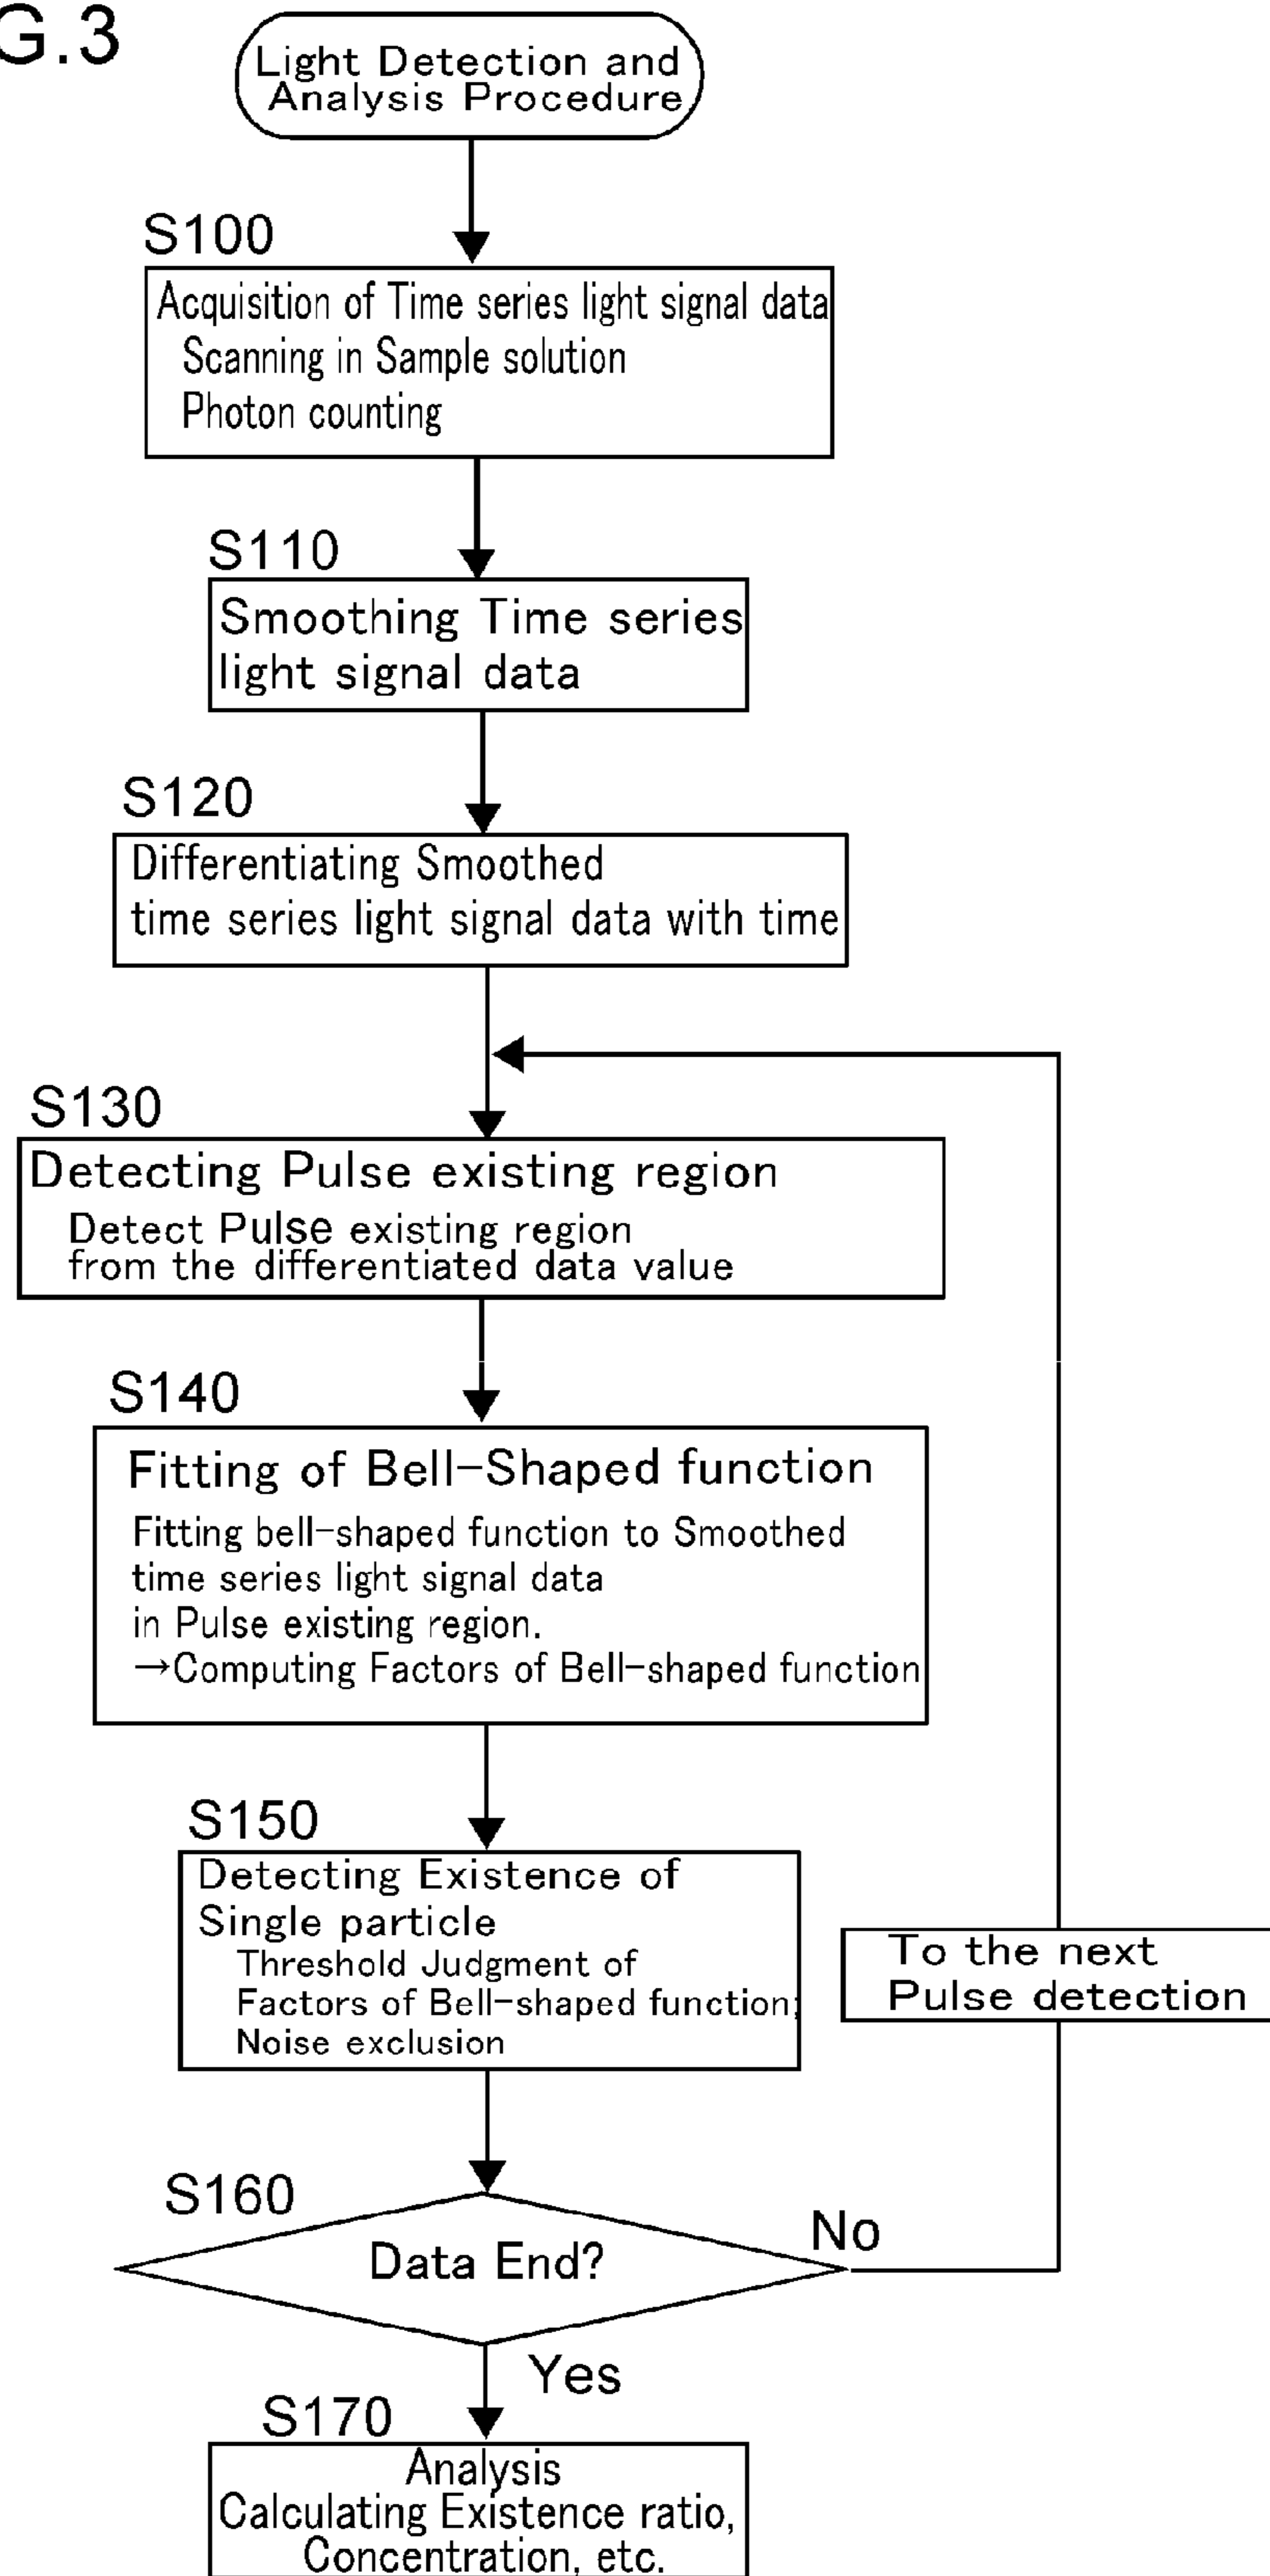 G.3
Light Detection and
Analysis Procedure
S100
Acquisition of Time series light signal data
Scanning in Sample solution
Photon counting
S110
Smoothing Time series
light signal data
S120
Differentiating Smoothed
time series light signal data with time
S130
Detecting Pulse existing region
Detect Pulse existing region
from the differentiated data value
S140
Fitting of Bell-Shaped function
Fitting bell-shaped function to Smoothed
time series light signal data
in Pulse existing region.
→Computing Factors of Bell-shaped function
S150
Detecting Existence of
Single particle
Threshold Judgment of
Factors of Bell-shaped function;
Noise exclusion
To the next
Pulse detection
S160
Data End?
No
Yes
S170
Analysis
Calculating Existence ratio,
Concentration, etc.